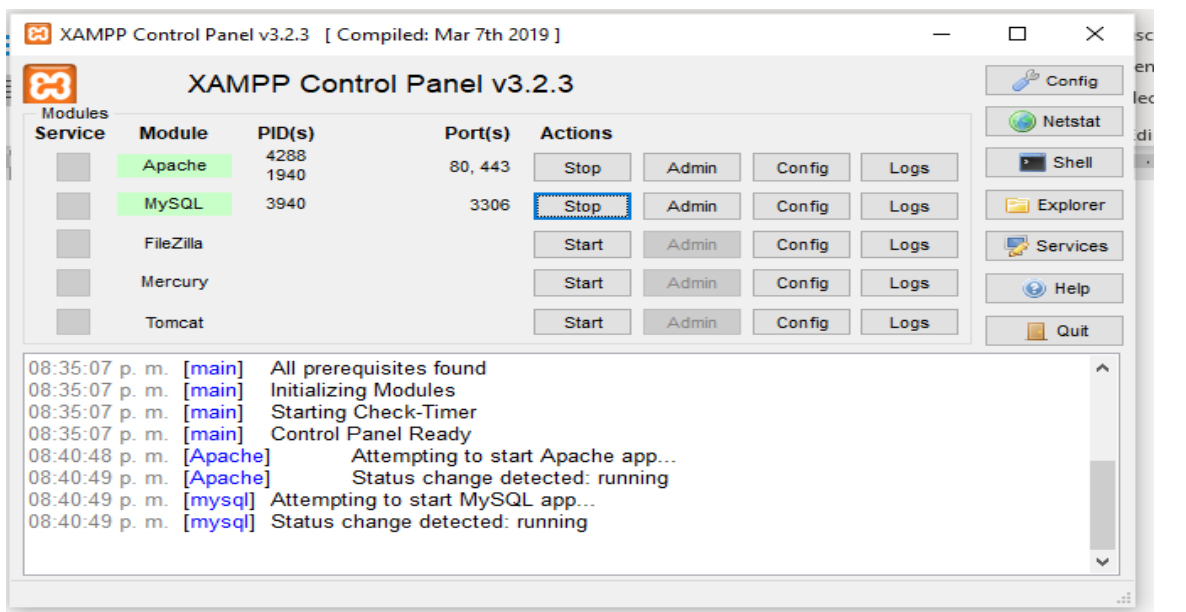 XAMPP Control Panel v3.2.3 [ Compiled: Mar 7th 2019 ]
XAMPP Control Panel v3.2.3
Config
Modules
Service Module PID(s) Port(s) Actions
Netstat
Apache 4288 1940 80, 443 Stop Admin Config Logs
Shell
MySQL 3940 3306 Stop Admin Config Logs
Explorer
FileZilla Start Admin Config Logs
Services
Mercury Start Admin Config Logs
Help
Tomcat Start Admin Config Logs
Quit
08:35:07 p. m. [main] All prerequisites found
08:35:07 p. m. [main] Initializing Modules
08:35:07 p. m. [main] Starting Check-Timer
08:35:07 p. m. [main] Control Panel Ready
08:40:48 p. m. [Apache] Attempting to start Apache app...
08:40:49 p. m. [Apache] Status change detected: running
08:40:49 p. m. [mysql] Attempting to start MySQL app...
08:40:49 p. m. [mysql] Status change detected: running